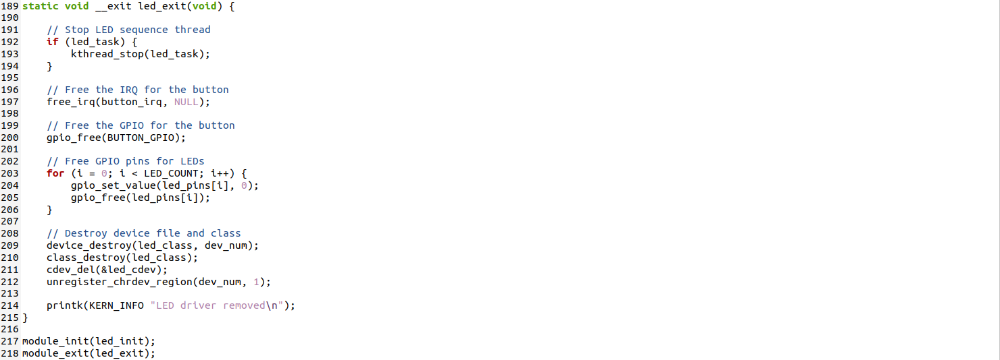 189 static void __exit led_exit(void) {
190
191     // Stop LED sequence thread
192     if (led_task) {
193         kthread_stop(led_task);
194     }
195
196     // Free the IRQ for the button
197     free_irq(button_irq, NULL);
198
199     // Free the GPIO for the button
200     gpio_free(BUTTON_GPIO);
201
202     // Free GPIO pins for LEDs
203     for (i = 0; i < LED_COUNT; i++) {
204         gpio_set_value(led_pins[i], 0);
205         gpio_free(led_pins[i]);
206     }
207
208     // Destroy device file and class
209     device_destroy(led_class, dev_num);
210     class_destroy(led_class);
211     cdev_del(&led_cdev);
212     unregister_chrdev_region(dev_num, 1);
213
214     printk(KERN_INFO "LED driver removed\n");
215 }
216
217 module_init(led_init);
218 module_exit(led_exit);